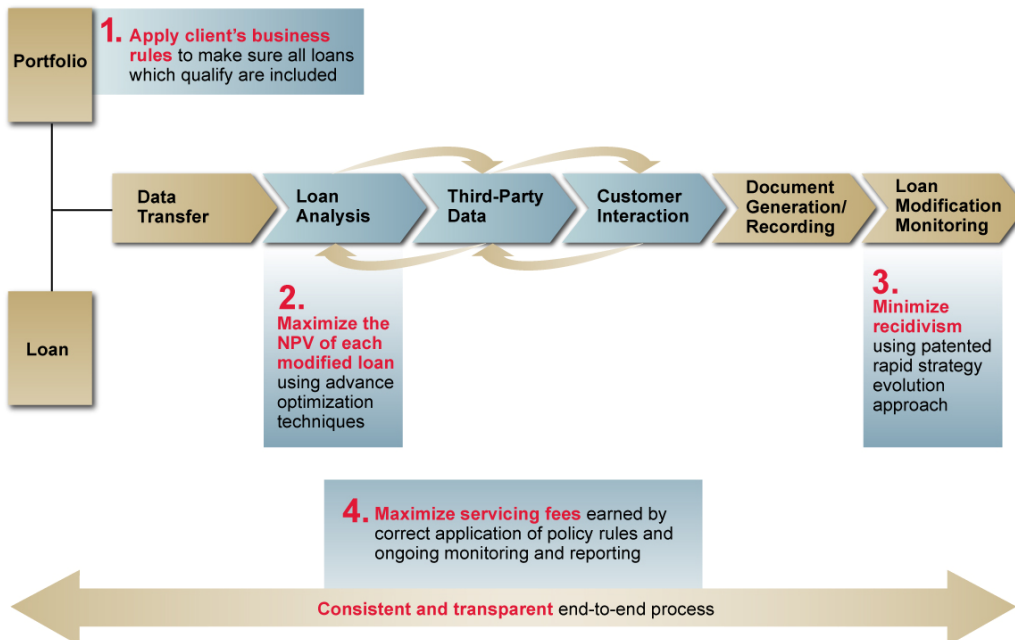 Portfolio
1. Apply client's business
rules to make sure all loans
which qualify are included
Data
Transfer
Loan
Analysis
Third-Party
Data
Customer
Interaction
Document
Generation/
Recording
Loan
Modification
Monitoring
Loan
2.
Maximize the
NPV of each
modified loan
using advance
optimization
techniques
3.
Minimize
recidivism
using patented
rapid strategy
evolution
approach
4. Maximize servicing fees earned by
correct application of policy rules and
ongoing monitoring and reporting
Consistent and transparent end-to-end process